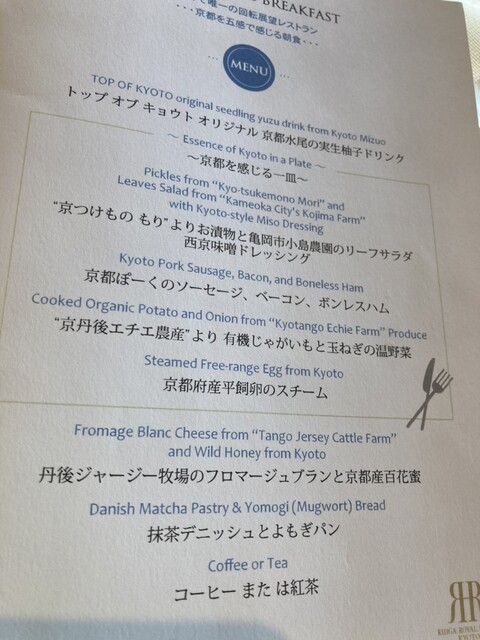 BREAKFAST
唯一の回転展望レストラン
・・・京都を五感で感じる朝食・・・
MENU
TOP OF KYOTO original seedling yuzu drink from Kyoto Mizuo
トップ オブ キョウト オリジナル 京都水尾の実生柚子ドリンク
～ Essence of Kyoto in a Plate ～
～京都を感じる一皿～
Pickles from “Kyo-tsukemono Mori” and
Leaves Salad from “Kameoka City's Kojima Farm”
with Kyoto-style Miso Dressing
“京つけもの もり”よりお漬物と亀岡市小島農園のリーフサラダ
西京味噌ドレッシング
Kyoto Pork Sausage, Bacon, and Boneless Ham
京都ぽーくのソーセージ、ベーコン、ボンレスハム
Cooked Organic Potato and Onion from “Kyotango Echie Farm” Produce
“京丹後エチエ農産”より 有機じゃがいもと玉ねぎの温野菜
Steamed Free-range Egg from Kyoto
京都府産平飼卵のスチーム
Fromage Blanc Cheese from “Tango Jersey Cattle Farm”
and Wild Honey from Kyoto
丹後ジャージー牧場のフロマージュブランと京都産百花蜜
Danish Matcha Pastry & Yomogi (Mugwort) Bread
抹茶デニッシュとよもぎパン
Coffee or Tea
コーヒー または紅茶
RIHGA ROYAL
KYOTO